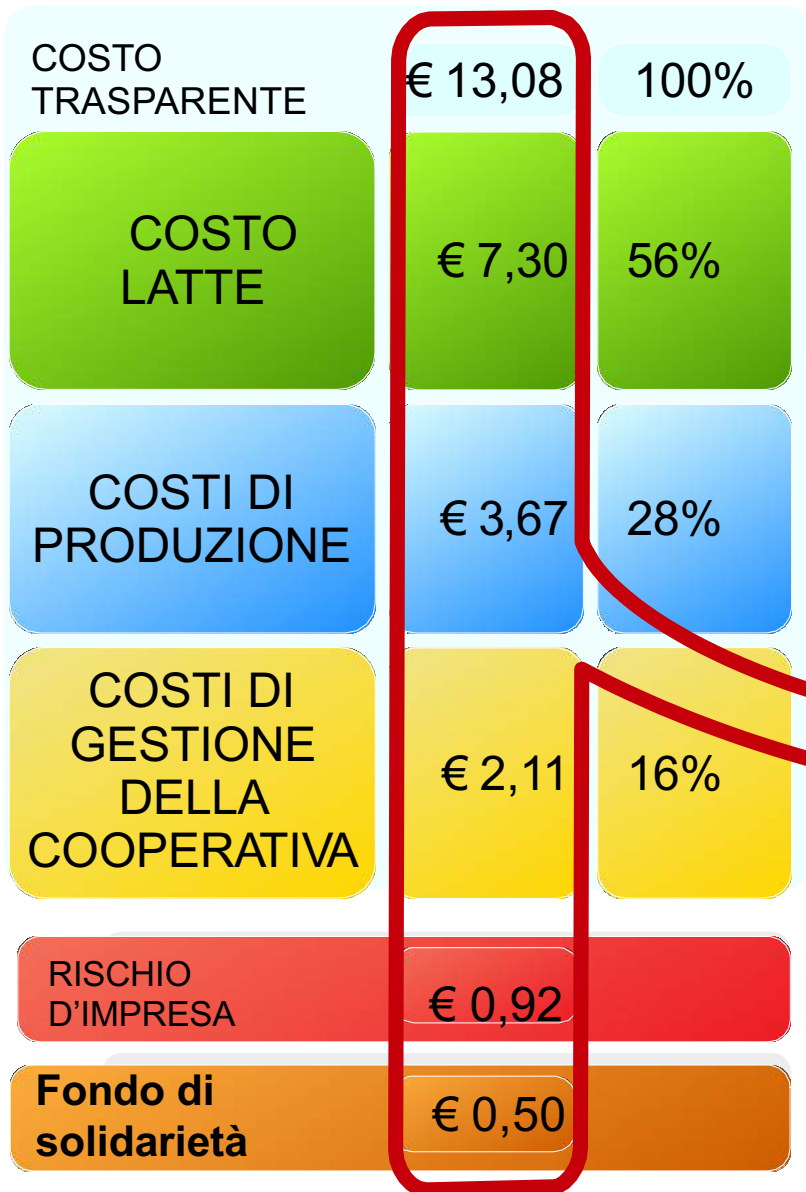 COSTO
TRASPARENTE
€ 13,08
100%
COSTO
LATTE
€ 7,30
56%
COSTI DI
PRODUZIONE
€ 3,67
28%
COSTI DI
GESTIONE
DELLA
COOPERATIVA
€ 2,11
16%
RISCHIO
D’IMPRESA
€ 0,92
Fondo di
solidarietà
€ 0,50